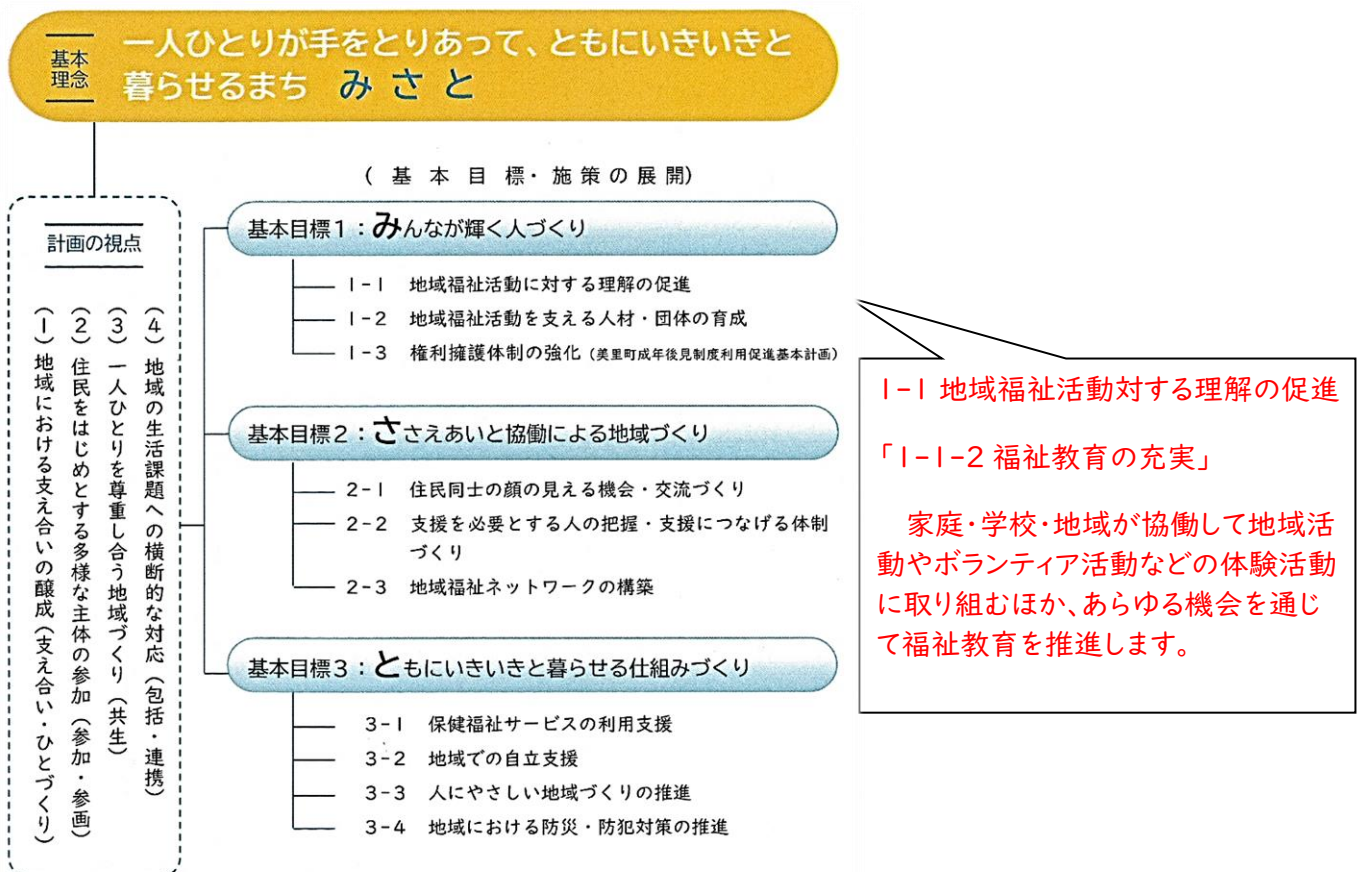 基本
理念
一人ひとりが手をとりあって、ともにいきいきと
暮らせるまち みさと
(基本目標・施策の展開)
計画の視点
(1) 地域における支え合いの醸成(支え合い・ひとづくり)
(2) 住民をはじめとする多様な主体の参加(参加・参画)
(3) 一人ひとりを尊重し合う地域づくり(共生)
(4) 地域の生活課題への横断的な対応(包括・連携)
基本目標1:みんなが輝く人づくり
1-1 地域福祉活動に対する理解の促進
1-2 地域福祉活動を支える人材・団体の育成
1-3 権利擁護体制の強化(美里町成年後見制度利用促進基本計画)
基本目標2:ささえあいと協働による地域づくり
2-1 住民同士の顔の見える機会・交流づくり
2-2 支援を必要とする人の把握・支援につなげる体制
づくり
2-3 地域福祉ネットワークの構築
基本目標3:ともにいきいきと暮らせる仕組みづくり
3-1 保健福祉サービスの利用支援
3-2 地域での自立支援
3-3 人にやさしい地域づくりの推進
3-4 地域における防災・防犯対策の推進
1-1 地域福祉活動対する理解の促進
「1-1-2 福祉教育の充実」
家庭・学校・地域が協働して地域活
動やボランティア活動などの体験活動
に取り組むほか、あらゆる機会を通じ
て福祉教育を推進します。